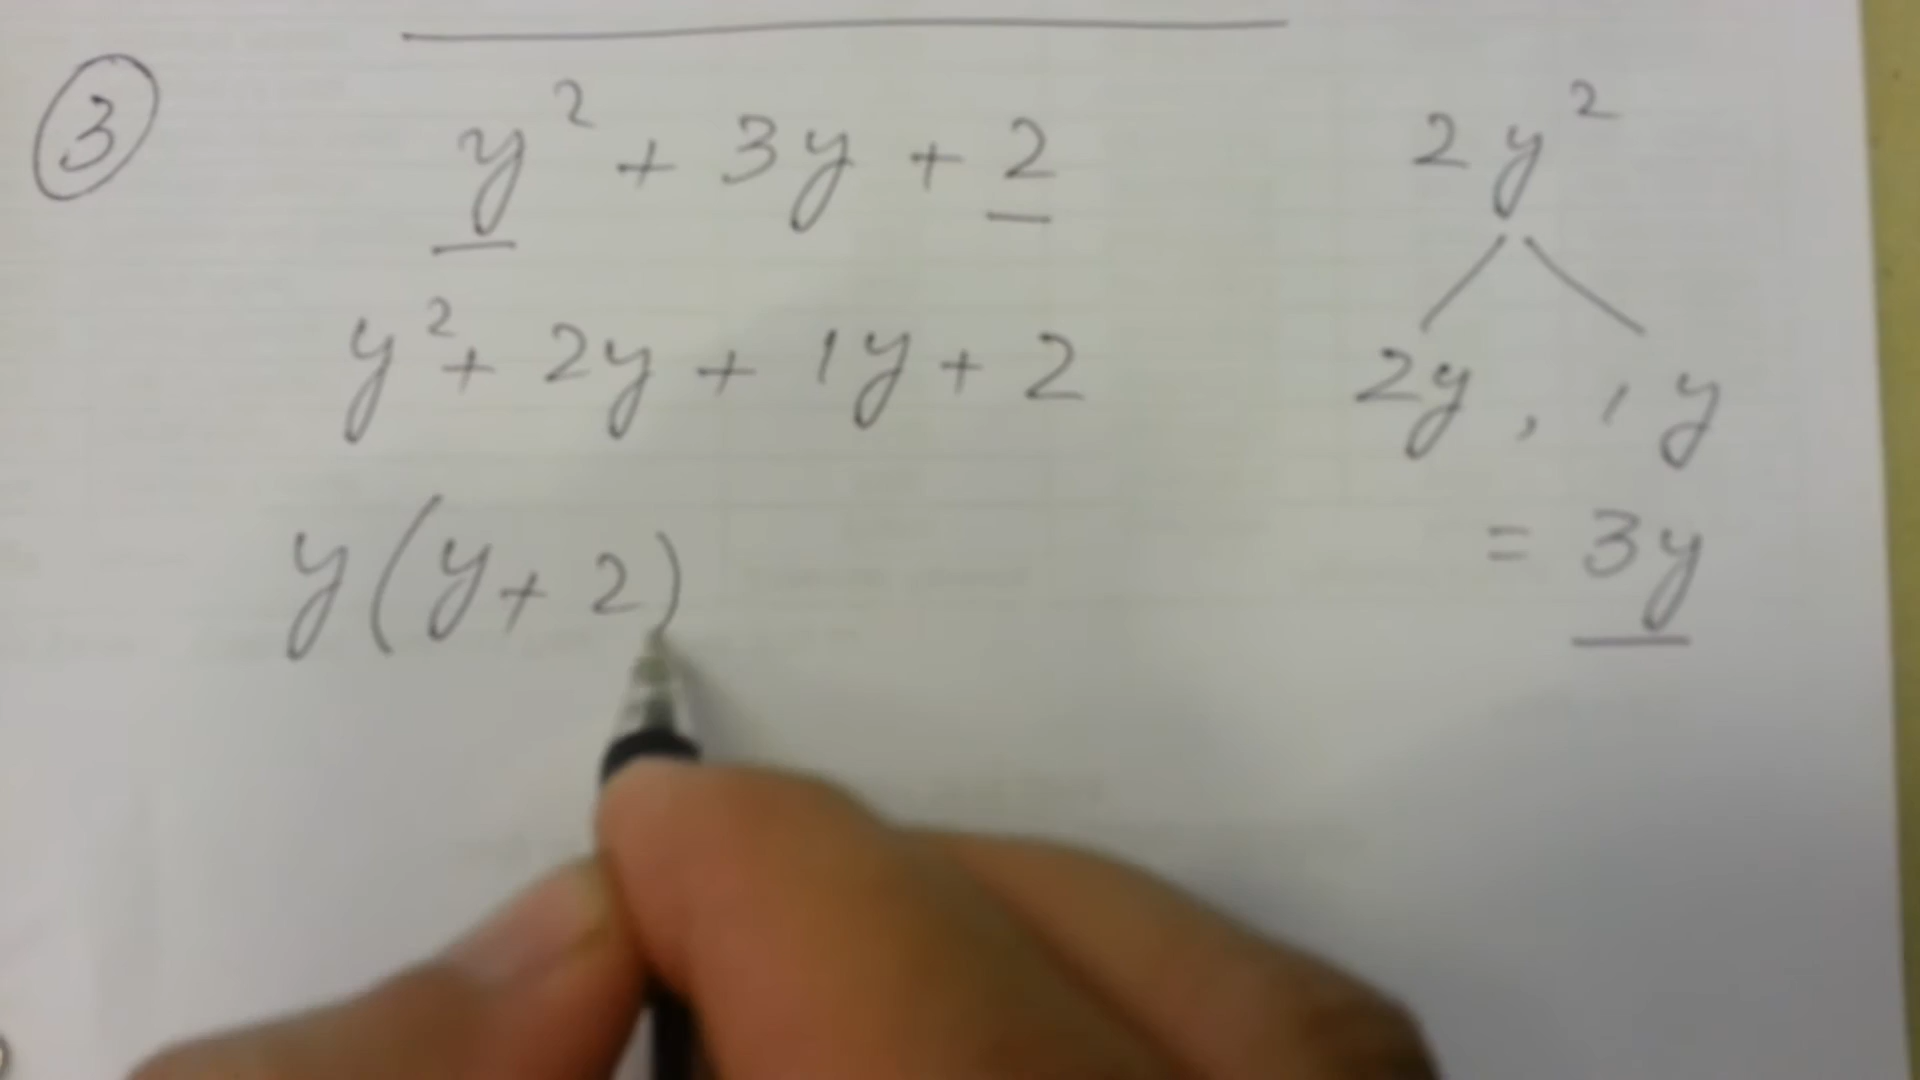 ③ y² + 3y + 2
y² + 2y + 1y + 2
y(y + 2)
2y²
2y, 1y
= 3y